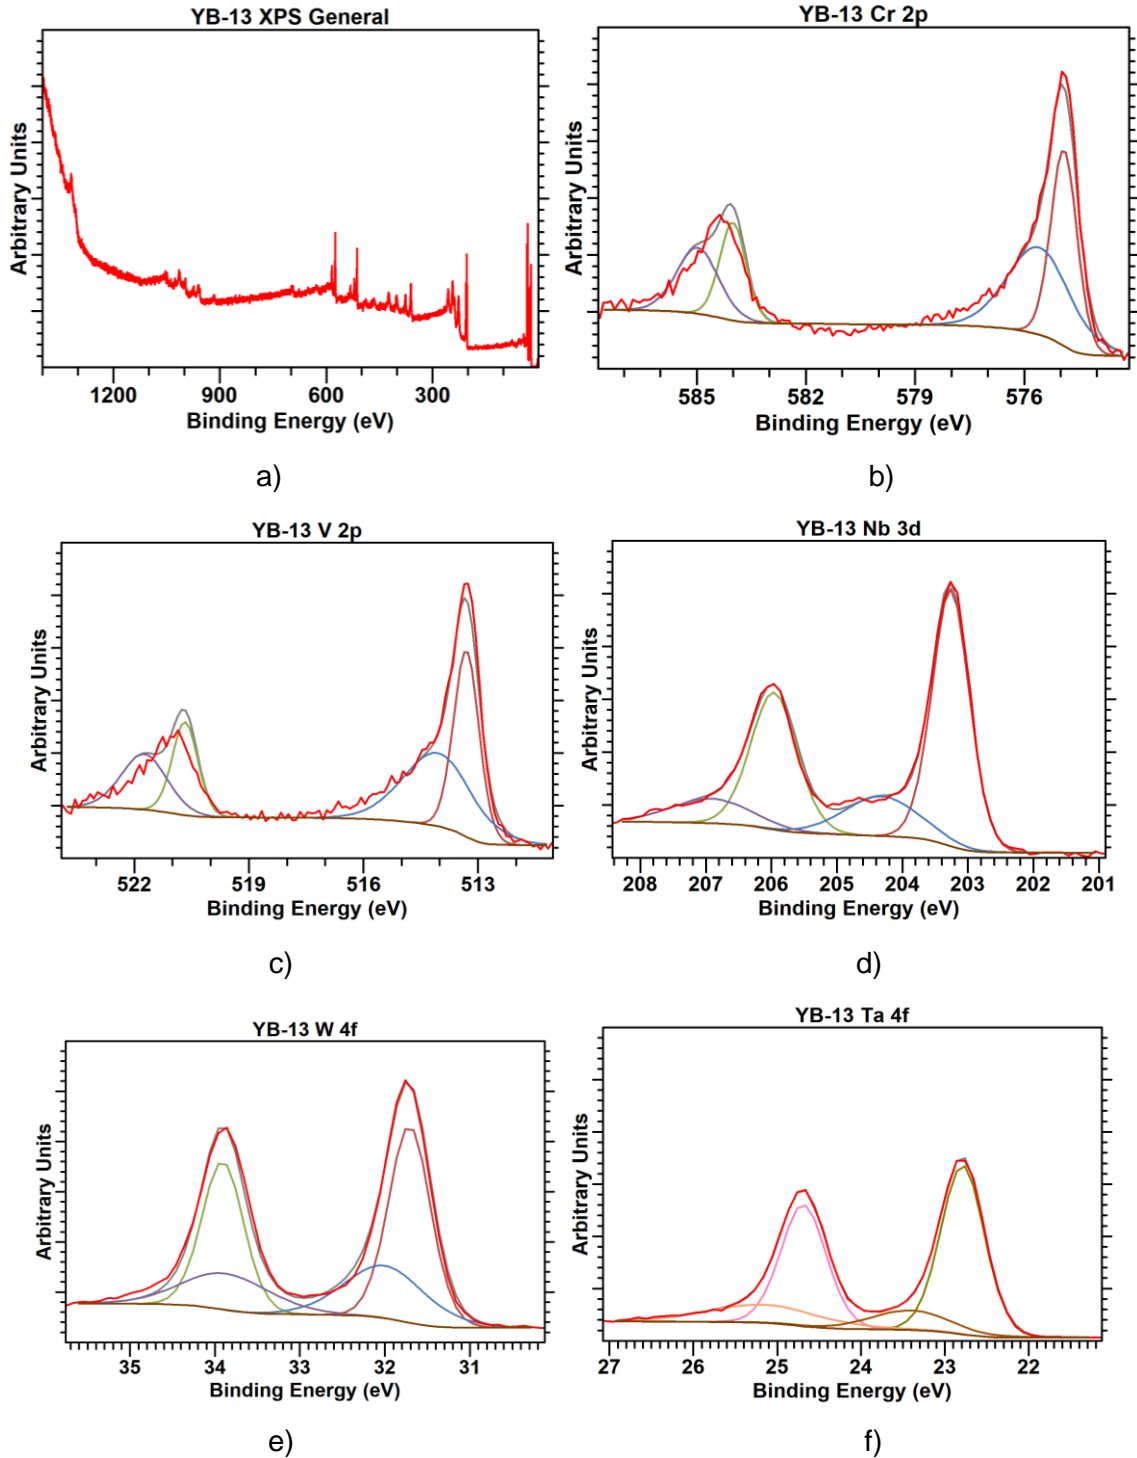 YB-13 XPS General
Arbitrary Units
1200 900 600 300
Binding Energy (eV)
a)
YB-13 Cr 2p
Arbitrary Units
585 582 579 576
Binding Energy (eV)
b)
YB-13 V 2p
Arbitrary Units
522 519 516 513
Binding Energy (eV)
c)
YB-13 Nb 3d
Arbitrary Units
208 207 206 205 204 203 202 201
Binding Energy (eV)
d)
YB-13 W 4f
Arbitrary Units
35 34 33 32 31
Binding Energy (eV)
e)
YB-13 Ta 4f
Arbitrary Units
27 26 25 24 23 22
Binding Energy (eV)
f)